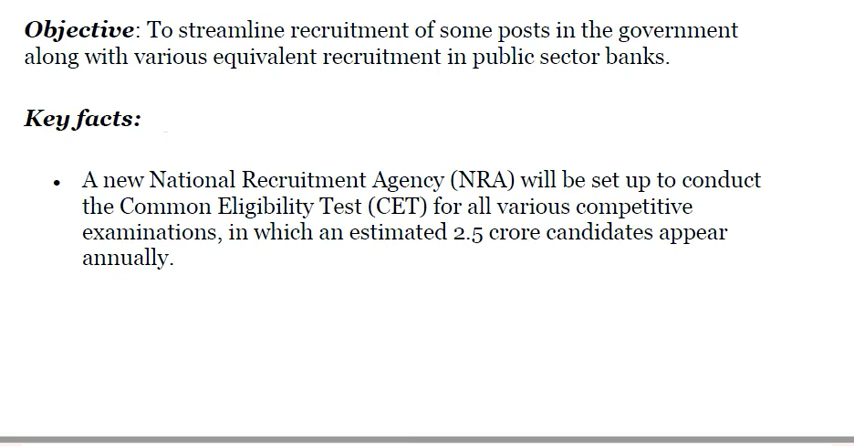 Objective: To streamline recruitment of some posts in the government
along with various equivalent recruitment in public sector banks.
Key facts:
• A new National Recruitment Agency (NRA) will be set up to conduct
the Common Eligibility Test (CET) for all various competitive
examinations, in which an estimated 2.5 crore candidates appear
annually.